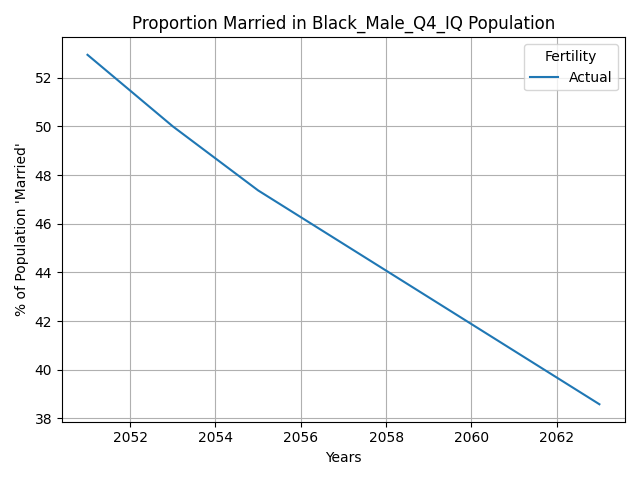 Proportion Married in Black_Male_Q4_IQ Population
Fertility
Actual
% of Population 'Married'
52
50
48
46
44
42
40
38
2052 2054 2056 2058 2060 2062
Years